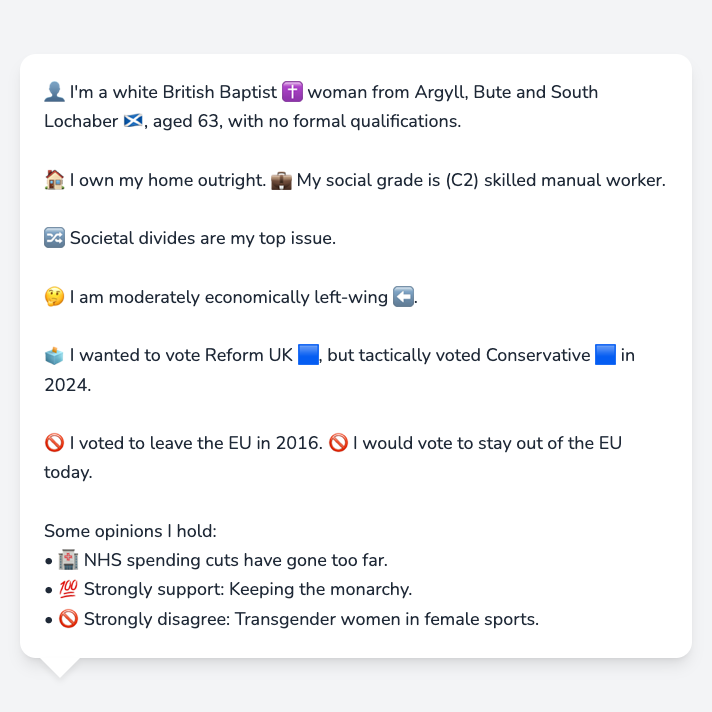 👤 I'm a white British Baptist ✝️ woman from Argyll, Bute and South
Lochaber 🏴󠁧󠁢󠁳󠁣󠁴󠁿, aged 63, with no formal qualifications.
🏠 I own my home outright. 💼 My social grade is (C2) skilled manual worker.
🔀 Societal divides are my top issue.
🤔 I am moderately economically left-wing ⬅️.
🗳️ I wanted to vote Reform UK 🟦, but tactically voted Conservative 🟦 in
2024.
🚫 I voted to leave the EU in 2016. 🚫 I would vote to stay out of the EU
today.
Some opinions I hold:
• 🏥 NHS spending cuts have gone too far.
• 💯 Strongly support: Keeping the monarchy.
• 🚫 Strongly disagree: Transgender women in female sports.